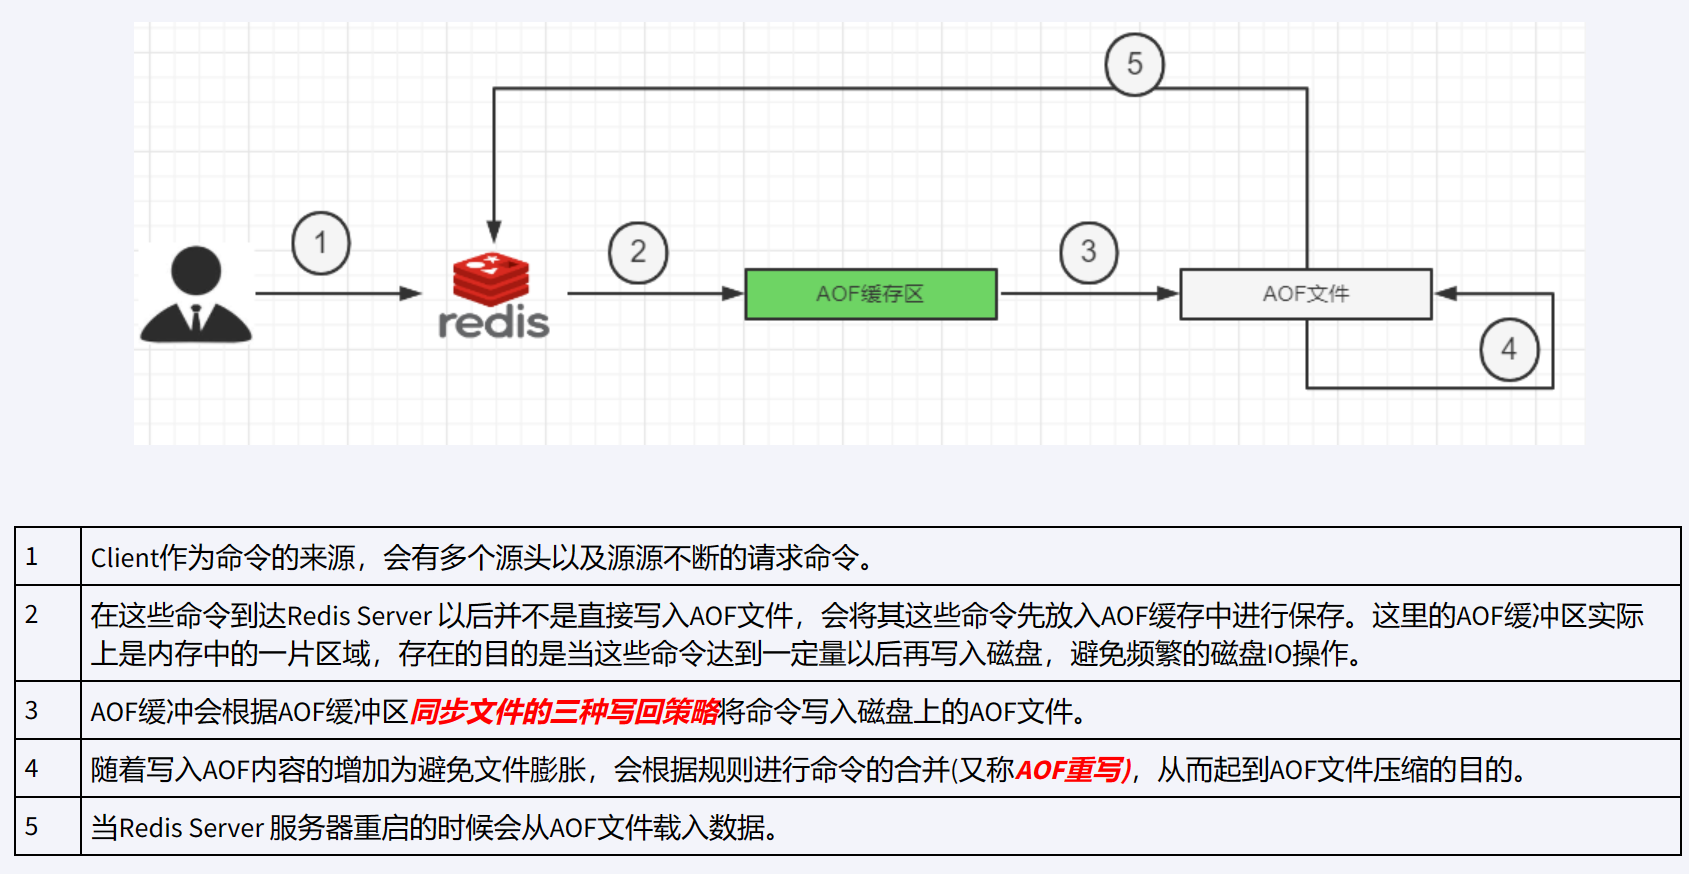 5
1
2
3
AOF缓存区
AOF文件
redis
4
1
Client作为命令的来源，会有多个源头以及源源不断的请求命令。
2
在这些命令到达Redis Server 以后并不是直接写入AOF文件，会将其这些命令先放入AOF缓存中进行保存。这里的AOF缓冲区实际
上是内存中的一片区域，存在的目的是当这些命令达到一定量以后再写入磁盘，避免频繁的磁盘IO操作。
3
AOF缓冲会根据AOF缓冲区同步文件的三种写回策略将命令写入磁盘上的AOF文件。
4
随着写入AOF内容的增加为避免文件膨胀，会根据规则进行命令的合并(又称AOF重写)，从而起到AOF文件压缩的目的。
5
当Redis Server 服务器重启的时候会从AOF文件载入数据。